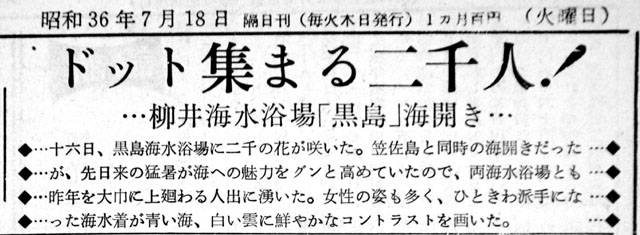 昭和36年7月18日 隔日刊(毎火木日発行) 1ヵ月百円 (火曜日)
ドット集まる二千人!
…柳井海水浴場「黒島」海開き…
◆…十六日、黒島海水浴場に二千の花が咲いた。笠佐島と同時の海開きだった…◆
◆…が、先日来の猛暑が海への魅力をグンと高めていたので、両海水浴場とも…◆
◆…昨年を大巾に上廻わる人出に湧いた。女性の姿も多く、ひときわ派手にな…◆
◆…った海水着が青い海、白い雲に鮮やかなコントラストを画いた。…◆